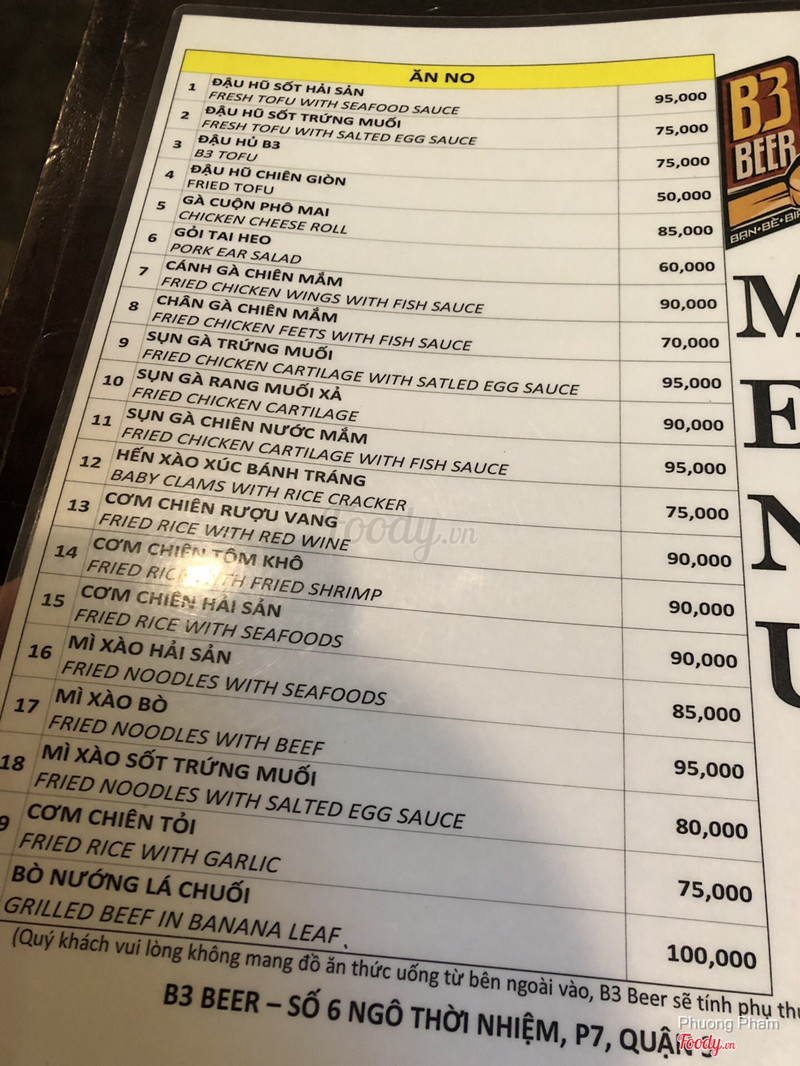 ĂN NO
1 ĐẬU HŨ SỐT HẢI SẢN 95,000
FRESH TOFU WITH SEAFOOD SAUCE
2 ĐẬU HŨ SỐT TRỨNG MUỐI 75,000
FRESH TOFU WITH SALTED EGG SAUCE
3 ĐẬU HỦ B3 75,000
B3 TOFU
4 ĐẬU HŨ CHIÊN GIÒN 50,000
FRIED TOFU
5 GÀ CUỘN PHÔ MAI 85,000
CHICKEN CHEESE ROLL
6 GỎI TAI HEO 60,000
PORK EAR SALAD
7 CÁNH GÀ CHIÊN MẮM 90,000
FRIED CHICKEN WINGS WITH FISH SAUCE
8 CHÂN GÀ CHIÊN MẮM 70,000
FRIED CHICKEN FEETS WITH FISH SAUCE
9 SỤN GÀ TRỨNG MUỐI 95,000
FRIED CHICKEN CARTILAGE WITH SATLED EGG SAUCE
10 SỤN GÀ RANG MUỐI XẢ 90,000
FRIED CHICKEN CARTILAGE
11 SỤN GÀ CHIÊN NƯỚC MẮM 95,000
FRIED CHICKEN CARTILAGE WITH FISH SAUCE
12 HẾN XÀO XÚC BÁNH TRÁNG 75,000
BABY CLAMS WITH RICE CRACKER
13 CƠM CHIÊN RƯỢU VANG 90,000
FRIED RICE WITH RED WINE
14 CƠM CHIÊN TÔM KHÔ 90,000
FRIED RICE WITH FRIED SHRIMP
15 CƠM CHIÊN HẢI SẢN 90,000
FRIED RICE WITH SEAFOODS
16 MÌ XÀO HẢI SẢN 85,000
FRIED NOODLES WITH SEAFOODS
17 MÌ XÀO BÒ 95,000
FRIED NOODLES WITH BEEF
18 MÌ XÀO SỐT TRỨNG MUỐI 80,000
FRIED NOODLES WITH SALTED EGG SAUCE
9 CƠM CHIÊN TỎI 75,000
FRIED RICE WITH GARLIC
BÒ NƯỚNG LÁ CHUỐI 100,000
GRILLED BEEF IN BANANA LEAF
(Quý khách vui lòng không mang đồ ăn thức uống từ bên ngoài vào, B3 Beer sẽ tính phụ thu
B3 BEER – SỐ 6 NGÔ THỜI NHIỆM, P7, QUẬN 3
B3
BEER
BẠN•BÈ•BI
MENU
foody.vn
Phuong Pham
Foody.vn